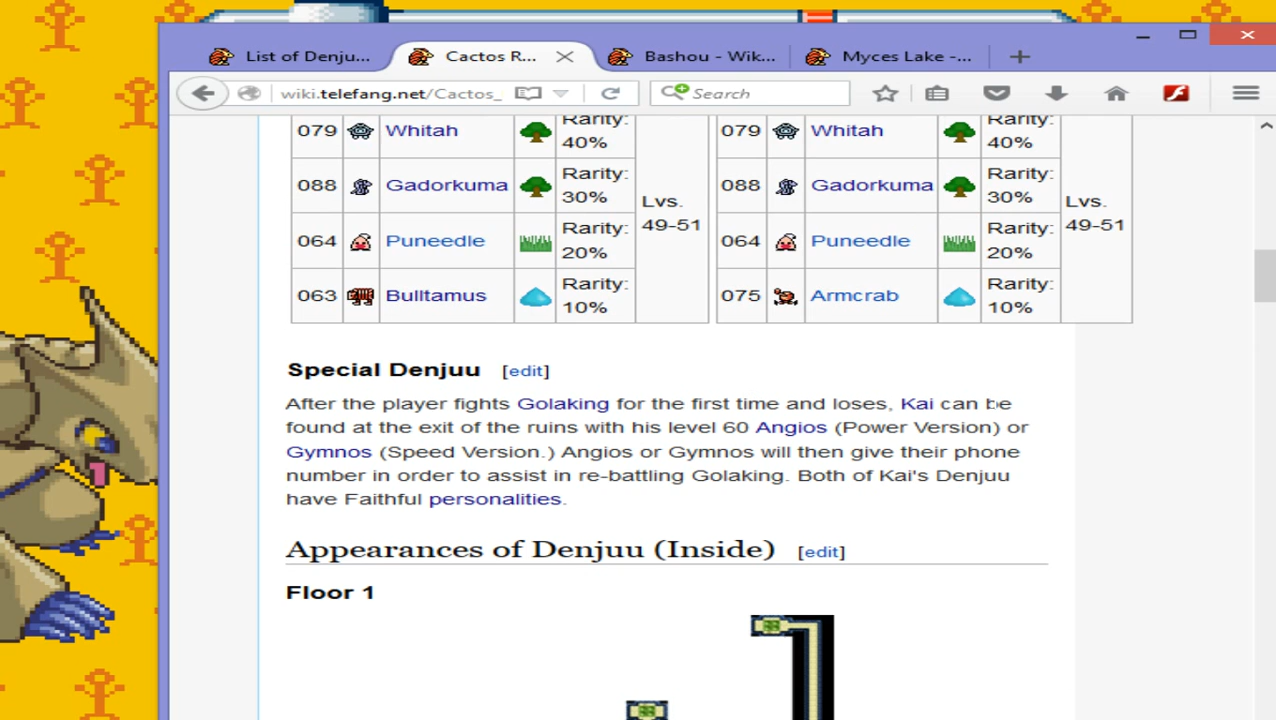 List of Denju...
Cactos R...
Bashou - Wik...
Myces Lake -...
wiki.telefang.net/Cactos_
Search
079 Whitah Rarity: 40%
079 Whitah Rarity: 40%
088 Gadorkuma Rarity: 30%
088 Gadorkuma Rarity: 30%
Lvs. 49-51
Lvs. 49-51
064 Puneedle Rarity: 20%
064 Puneedle Rarity: 20%
063 Bulltamus Rarity: 10%
075 Armcrab Rarity: 10%
Special Denjuu [edit]
After the player fights Golaking for the first time and loses, Kai can be
found at the exit of the ruins with his level 60 Angios (Power Version) or
Gymnos (Speed Version.) Angios or Gymnos will then give their phone
number in order to assist in re-battling Golaking. Both of Kai's Denjuu
have Faithful personalities.
Appearances of Denjuu (Inside) [edit]
Floor 1